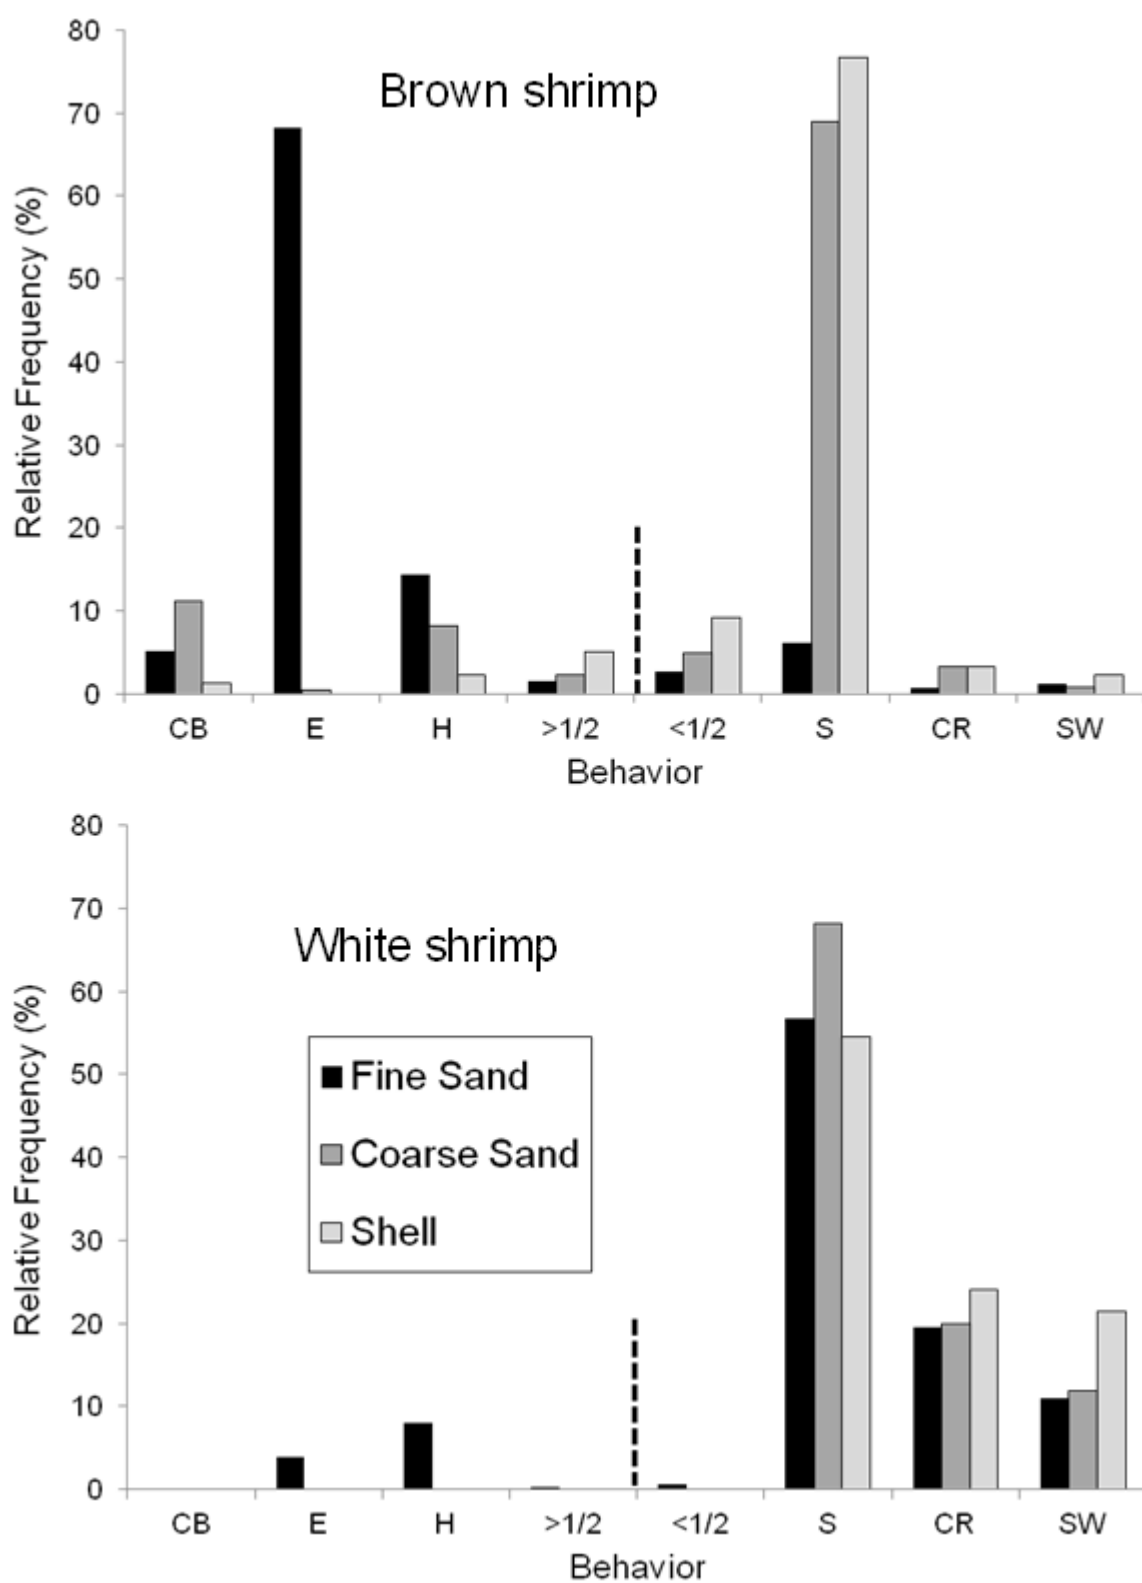 Brown shrimp
Relative Frequency (%)
80
70
60
50
40
30
20
10
0
CB E H >1/2 <1/2 S CR SW
Behavior
White shrimp
Relative Frequency (%)
80
70
60
50
40
30
20
10
0
Fine Sand
Coarse Sand
Shell
CB E H >1/2 <1/2 S CR SW
Behavior